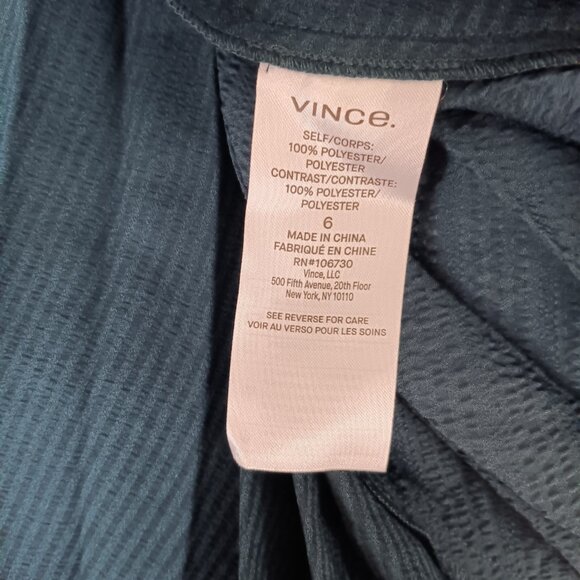 VINCe.
SELF/CORPS:
100% POLYESTER/
POLYESTER
CONTRAST/CONTRASTE:
100% POLYESTER/
POLYESTER
6
MADE IN CHINA
FABRIQUÉ EN CHINE
RN#106730
Vince, LLC
500 Fifth Avenue, 20th Floor
New York, NY 10110
SEE REVERSE FOR CARE
VOIR AU VERSO POUR LES SOINS